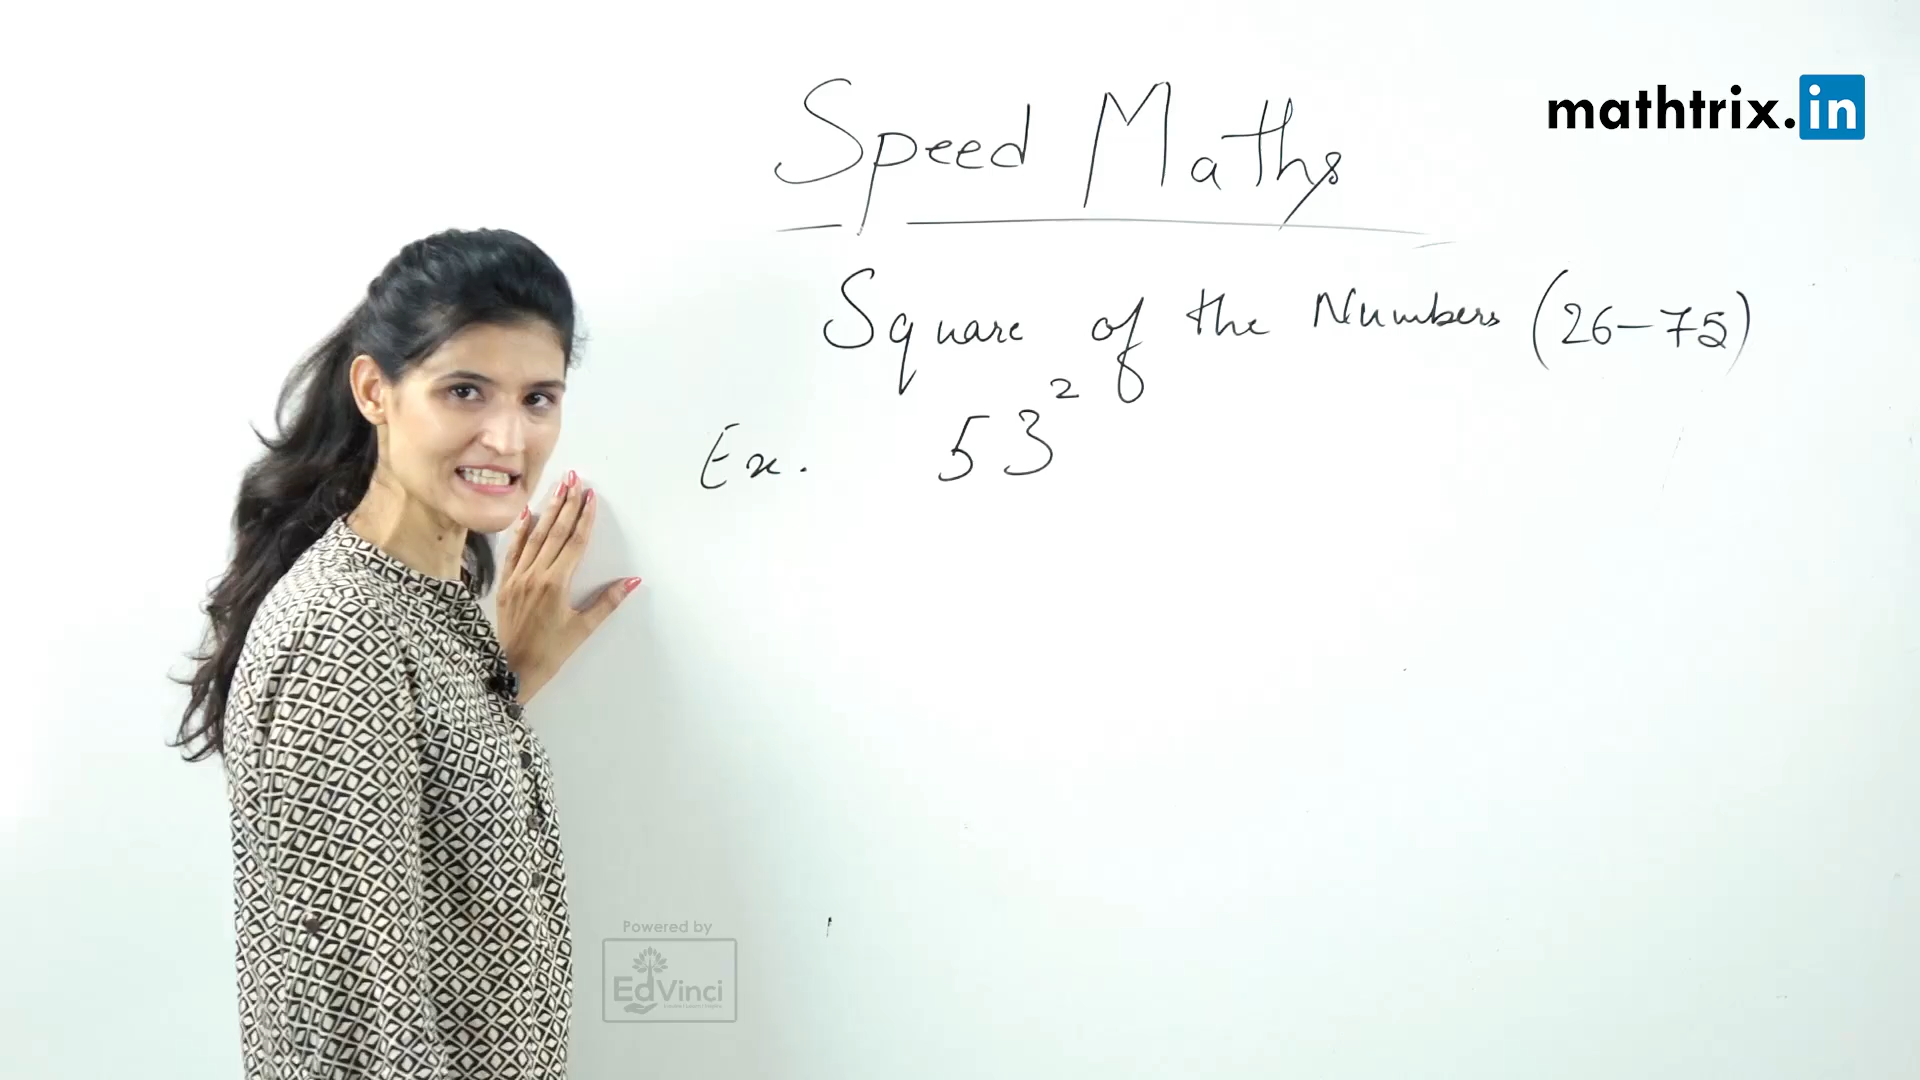 Speed Maths
mathtrix.in
Square of the Numbers (26-75)
Ex. 53²
Powered by
EdVinci